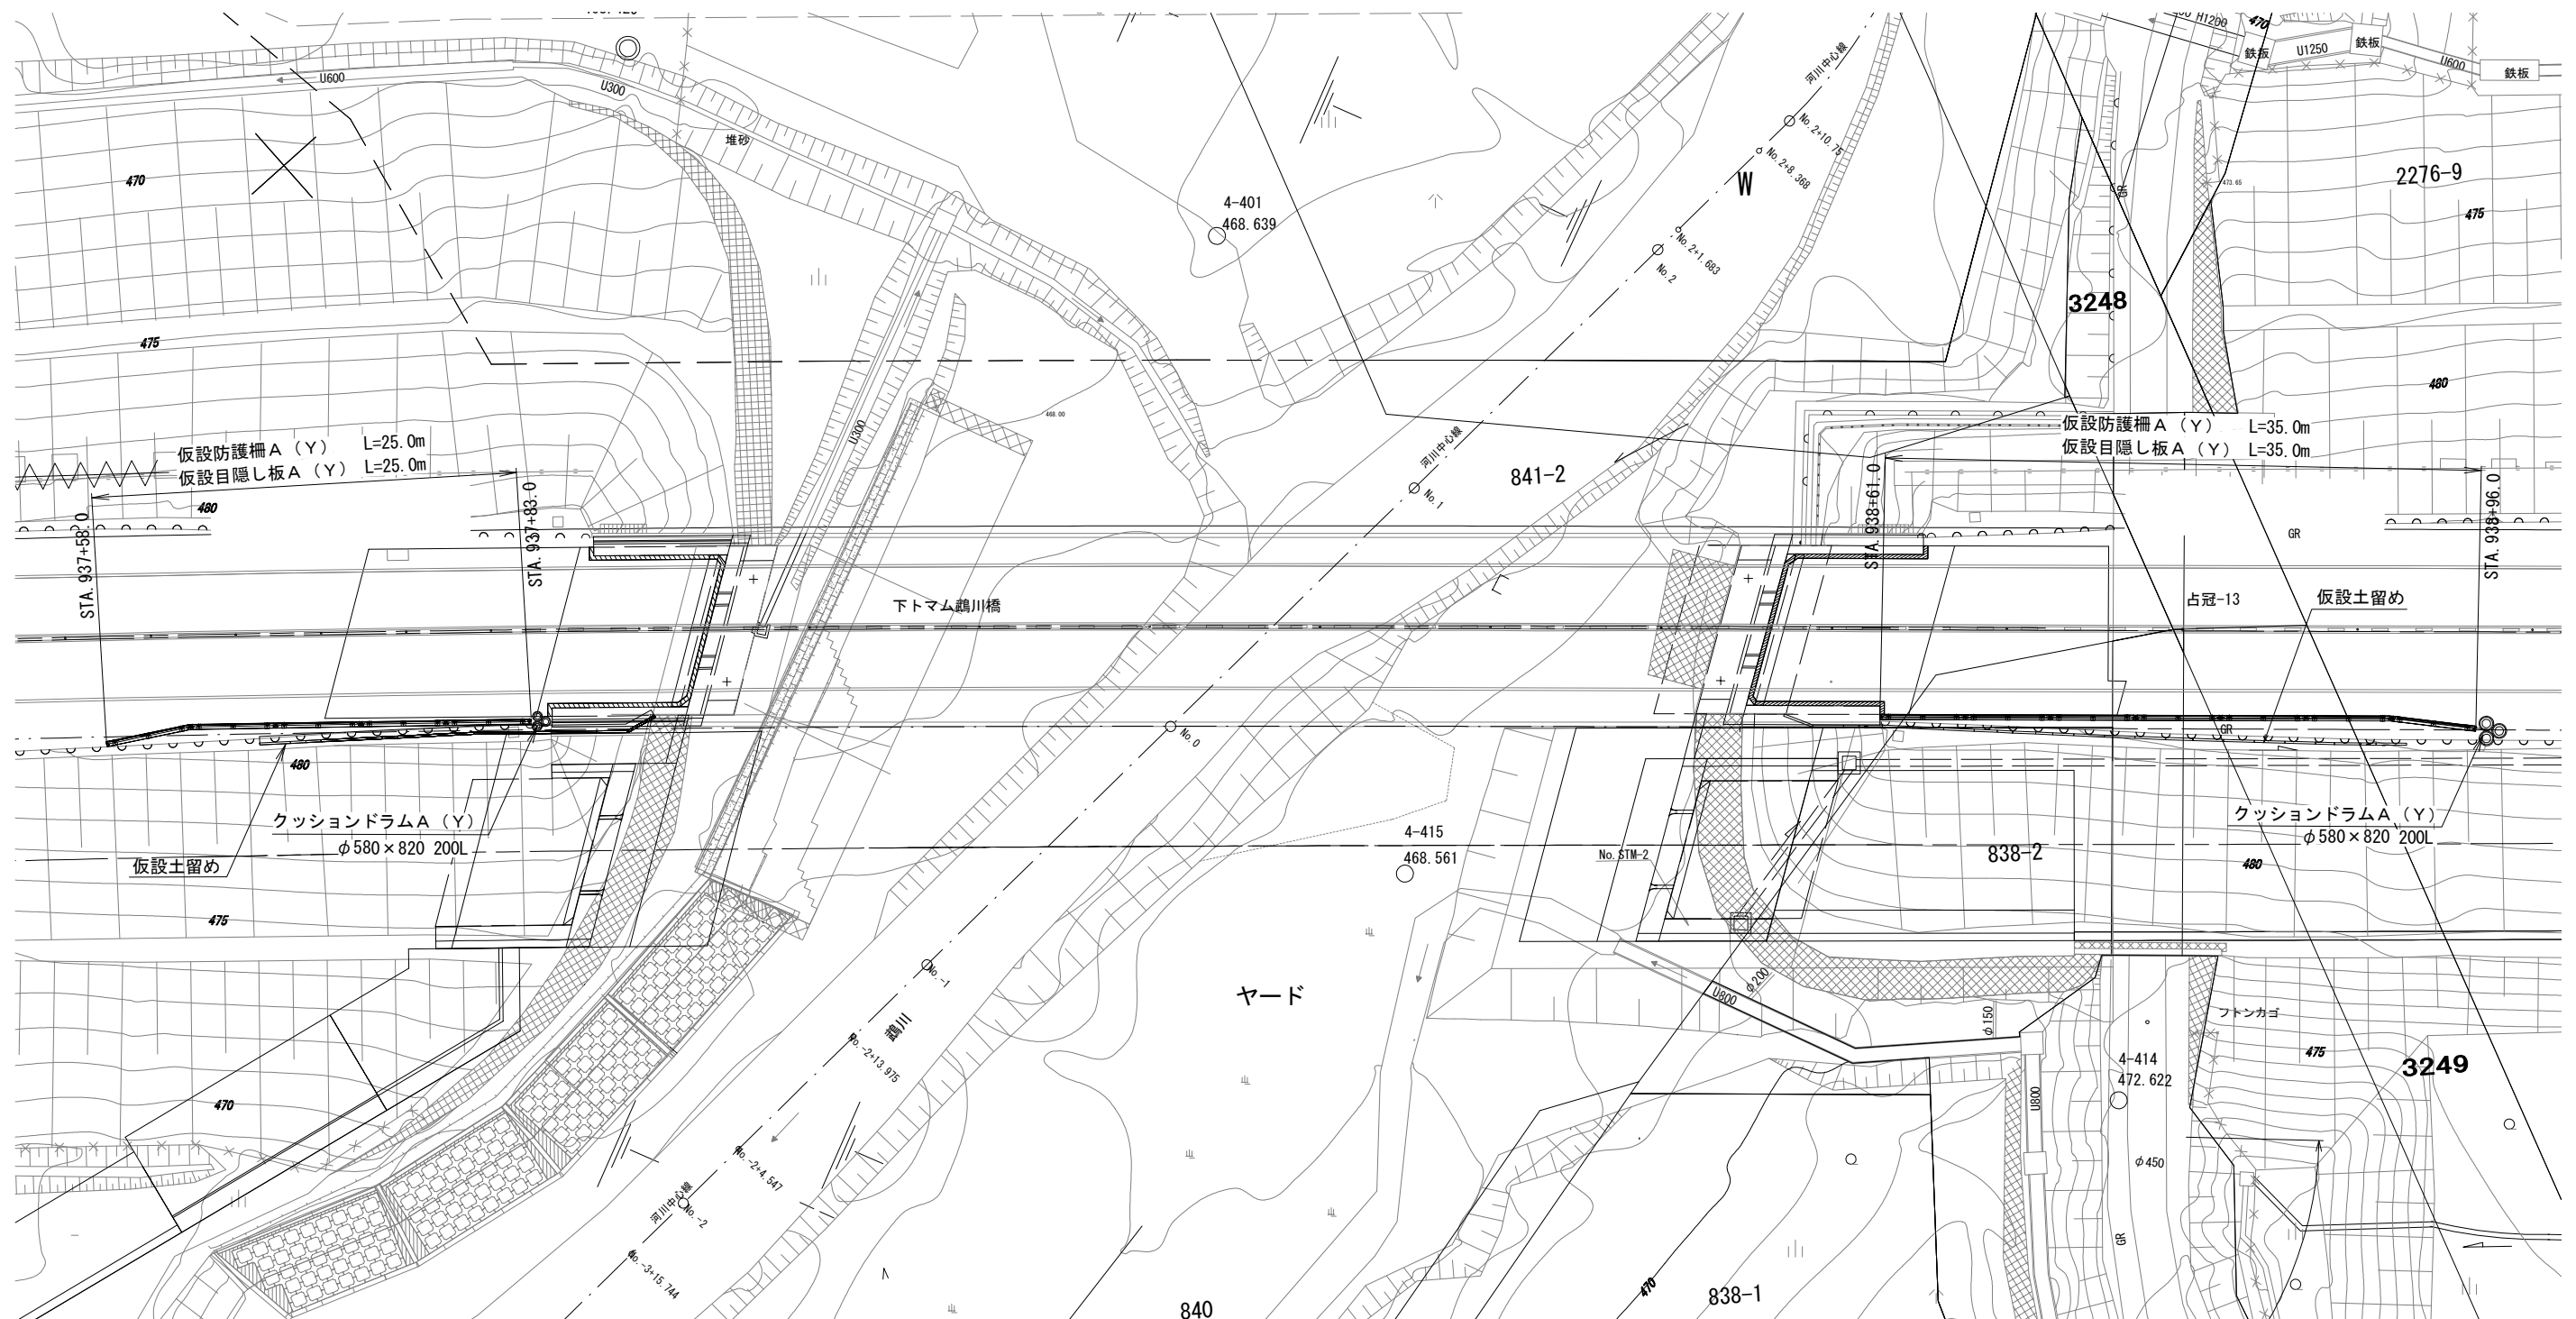 U600
U300
堆砂
470
475
仮設防護柵A（Y） L=25.0m
仮設目隠し板A（Y） L=25.0m
480
STA.937+58.0
STA.937+83.0
U300
468.00
4-401
468.639
河川中心線
No.2+10.75
No.2+8.368
W
No.2+1.683
No.2
河川中心線
No.1
841-2
H1200
470
鉄板
U1250
鉄板
U600
鉄板
GR
473.65
2276-9
475
3248
480
仮設防護柵A（Y） L=35.0m
仮設目隠し板A（Y） L=35.0m
STA.938+61.0
STA.938+96.0
GR
下トマム鵡川橋
占冠-13
仮設土留め
GR
No.0
480
クッションドラムA（Y）
φ580×820 200L
仮設土留め
475
470
4-415
468.561
No.STM-2
838-2
クッションドラムA（Y）
φ580×820 200L
480
No.-1
鵡川
No.-2+13.975
No.-2+4.547
河川中心線
No.-2
No.-3+15.744
ヤード
U800
φ200
φ150
フトンカゴ
475
3249
4-414
472.622
U800
φ450
GR
470
838-1
840